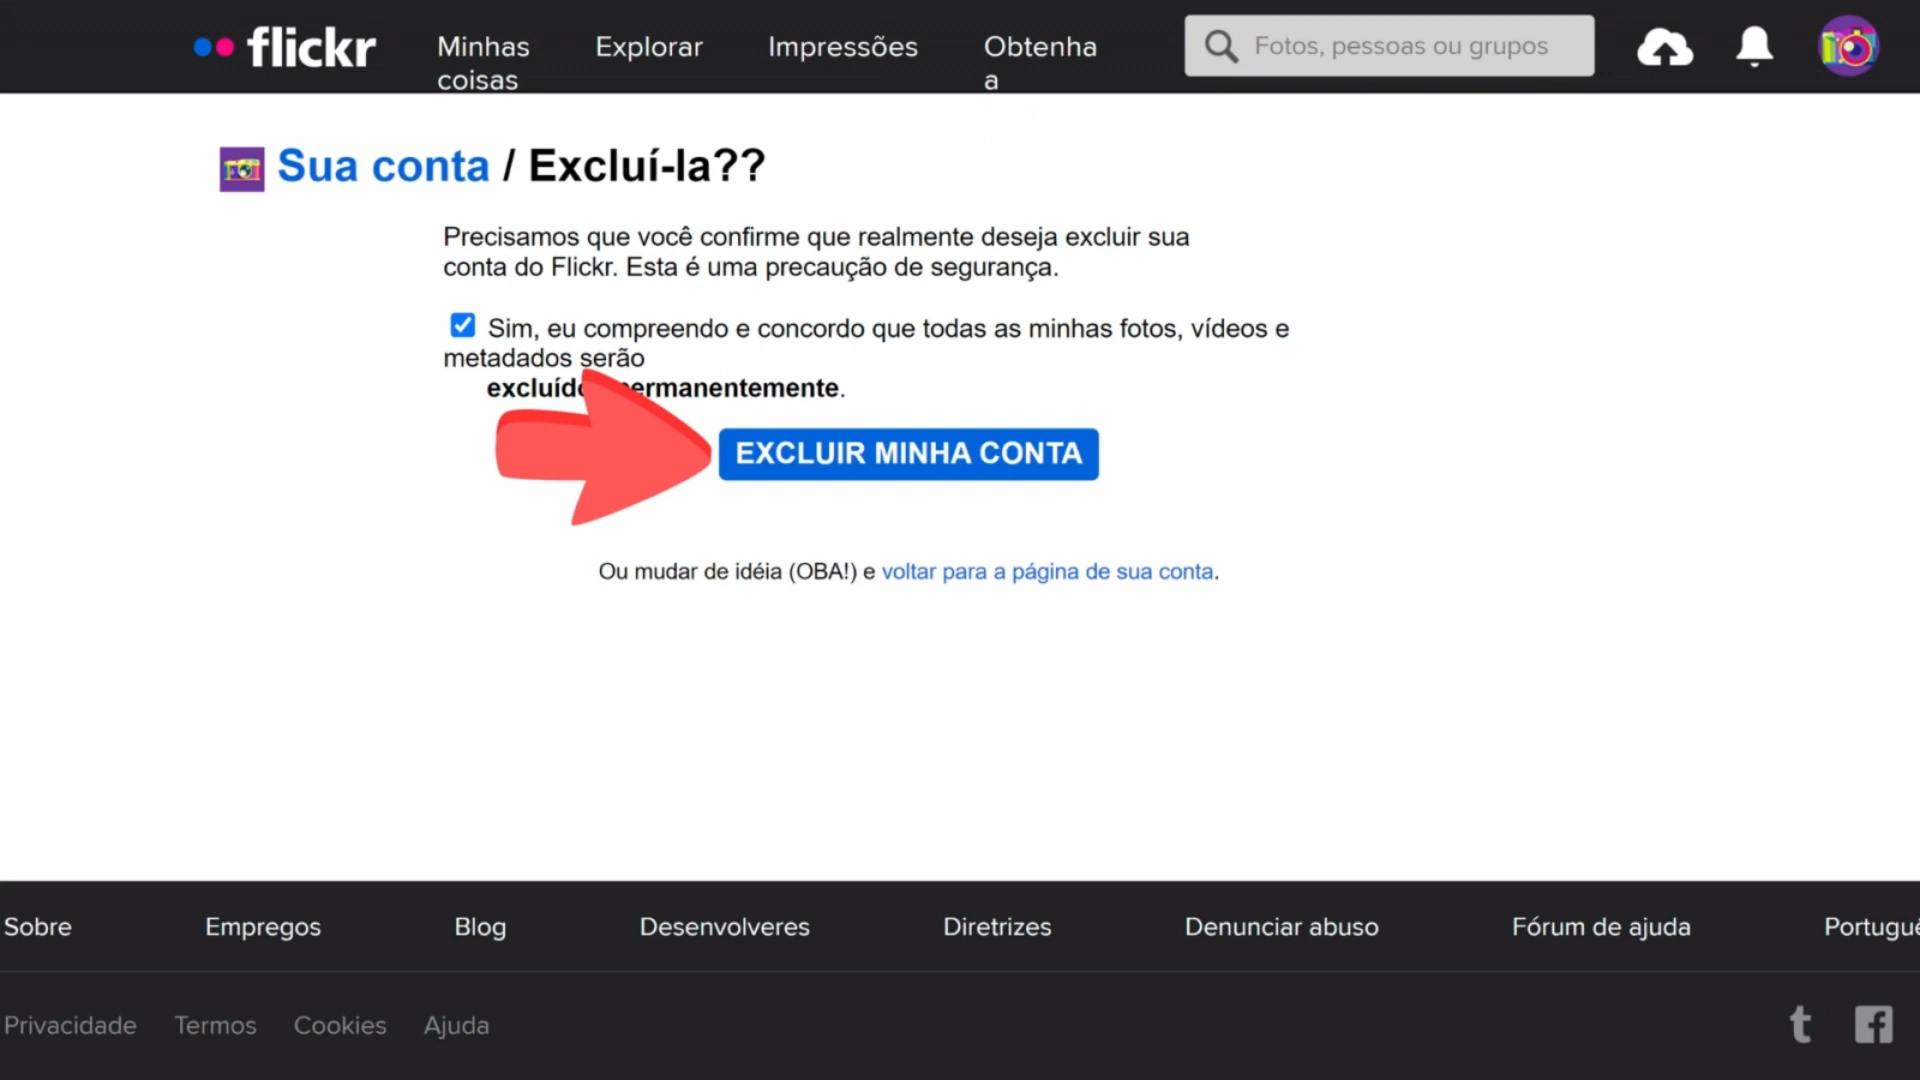 flickr
Minhas coisas
Explorar
Impressões
Obtenha a
Fotos, pessoas ou grupos
Sua conta / Excluí-la??
Precisamos que você confirme que realmente deseja excluir sua
conta do Flickr. Esta é uma precaução de segurança.
Sim, eu compreendo e concordo que todas as minhas fotos, vídeos e
metadados serão
excluído ermanentemente.
EXCLUIR MINHA CONTA
Ou mudar de idéia (OBA!) e voltar para a página de sua conta.
Sobre
Empregos
Blog
Desenvolveres
Diretrizes
Denunciar abuso
Fórum de ajuda
Portuguê
Privacidade
Termos
Cookies
Ajuda